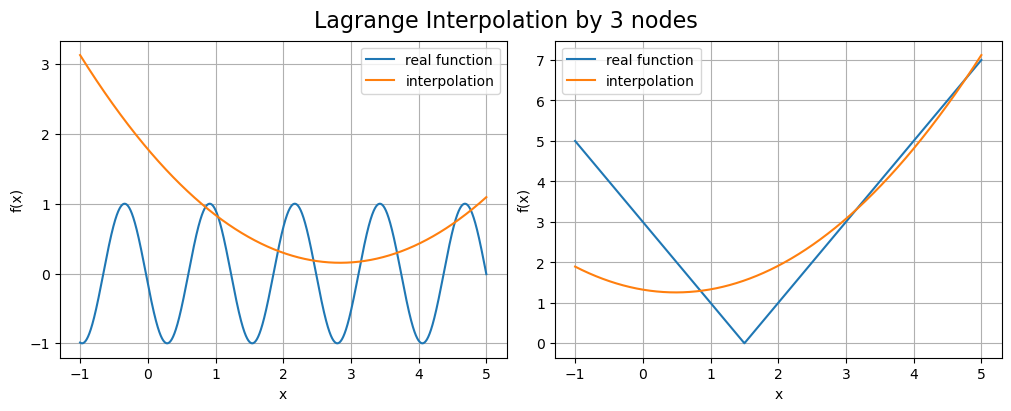 Lagrange Interpolation by 3 nodes
real function
interpolation
3
2
1
0
−1
f(x)
−1 0 1 2 3 4 5
x
real function
interpolation
7
6
5
4
3
2
1
0
f(x)
−1 0 1 2 3 4 5
x